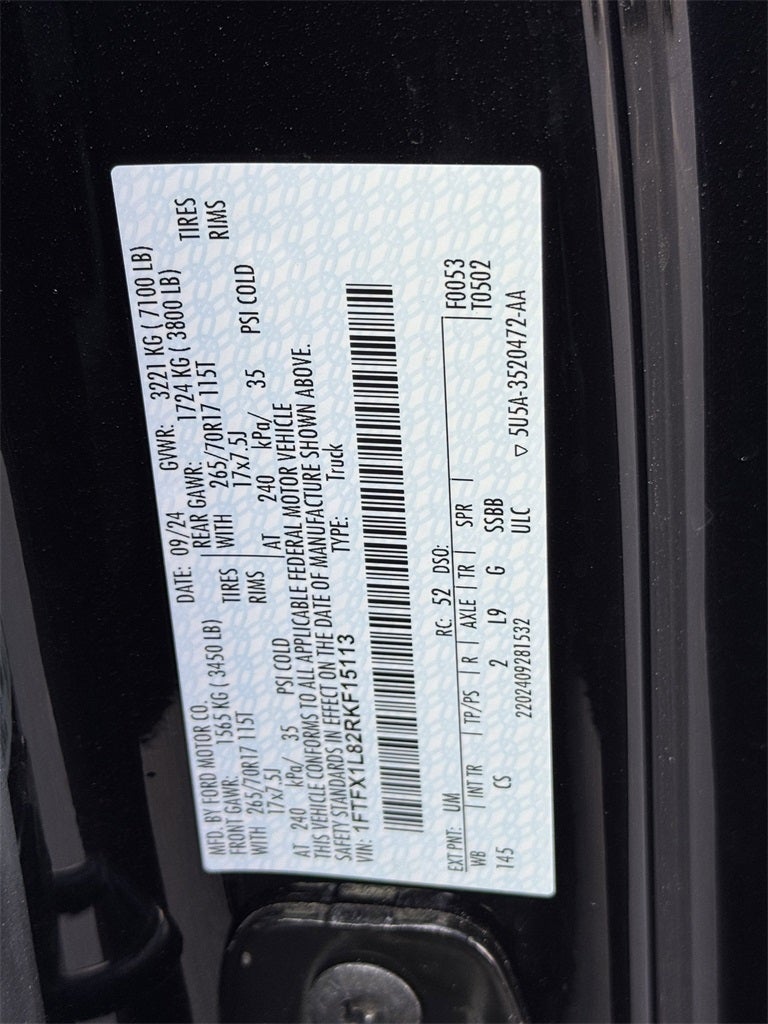 MFD. BY FORD MOTOR CO.
DATE: 09/24 GVWR: 3221 KG ( 7100 LB)
FRONT GAWR: 1565 KG ( 3450 LB)
REAR GAWR: 1724 KG ( 3800 LB)
WITH 265/70R17 115T TIRES
WITH 265/70R17 115T TIRES
17x7.5J RIMS
17x7.5J RIMS
AT 240 kPa/ 35 PSI COLD
AT 240 kPa/ 35 PSI COLD
THIS VEHICLE CONFORMS TO ALL APPLICABLE FEDERAL MOTOR VEHICLE
SAFETY STANDARDS IN EFFECT ON THE DATE OF MANUFACTURE SHOWN ABOVE.
VIN: 1FTFX1L82RKF15113 TYPE: Truck
EXT PNT: UM RC: 52 DSO: F0053
WB | INT TR | TP/PS | R | AXLE | TR | SPR | T0502
145 CS 2 L9 G SSBB
2202409281532 ULC ▽ 5U5A-3520472-AA